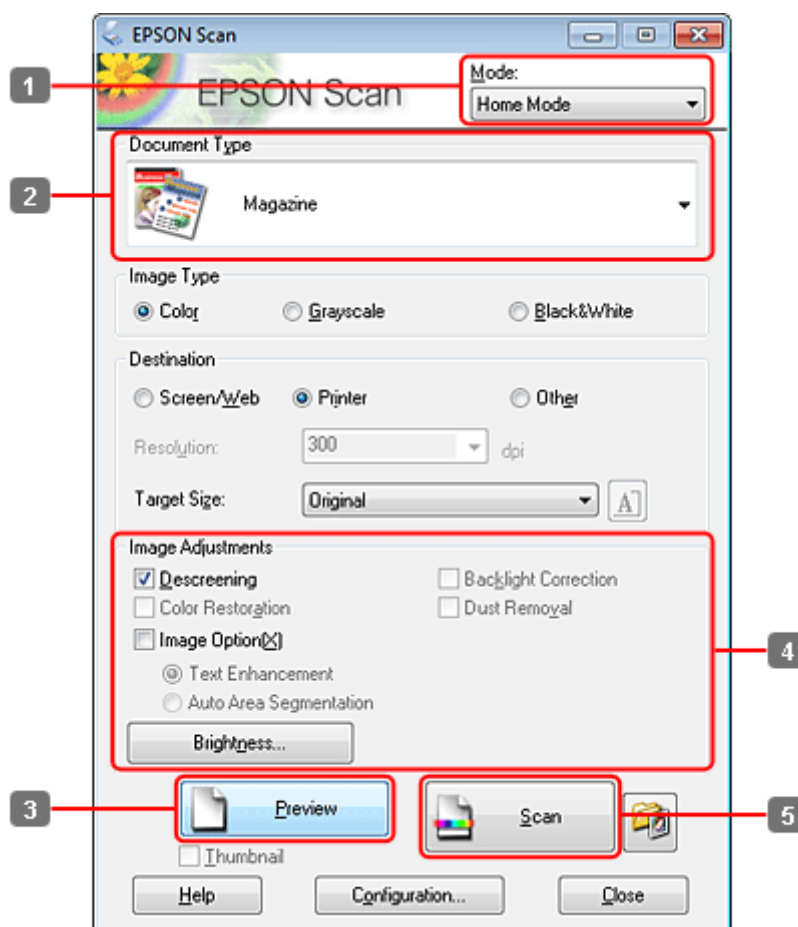 EPSON Scan
EPSON Scan
Mode:
Home Mode
1
Document Type
2
Magazine
Image Type
Color Grayscale Black&White
Destination
Screen/Web Printer Other
Resolution: 300 dpi
Target Size: Original A
Image Adjustments
Descreening Backlight Correction
Color Restoration Dust Removal
Image Option(X)
4
Text Enhancement
Auto Area Segmentation
Brightness...
3 Preview Scan 5
Thumbnail
Help Configuration... Close